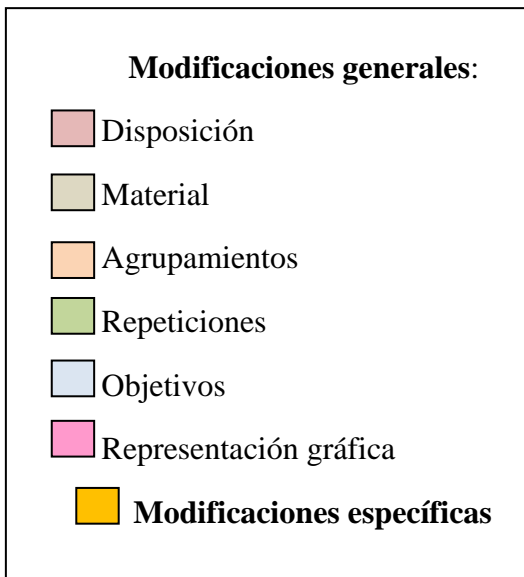 Modificaciones generales:
Disposición
Material
Agrupamientos
Repeticiones
Objetivos
Representación gráfica
Modificaciones específicas